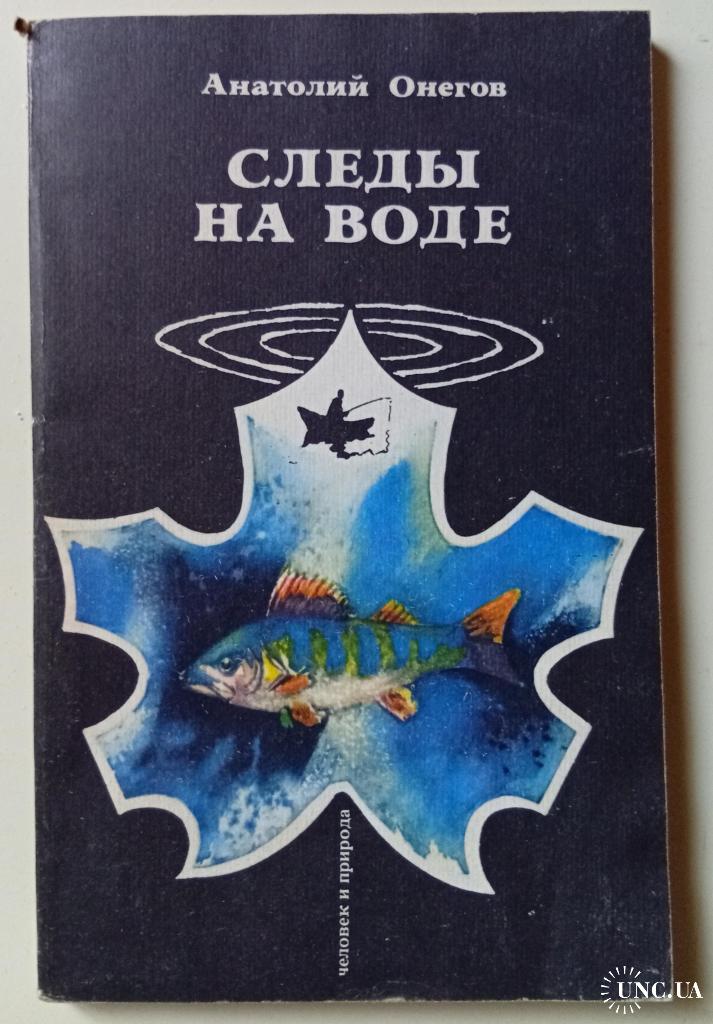 Анатолий Онегов
СЛЕДЫ
НА ВОДЕ
человек и природа
UNC.UA